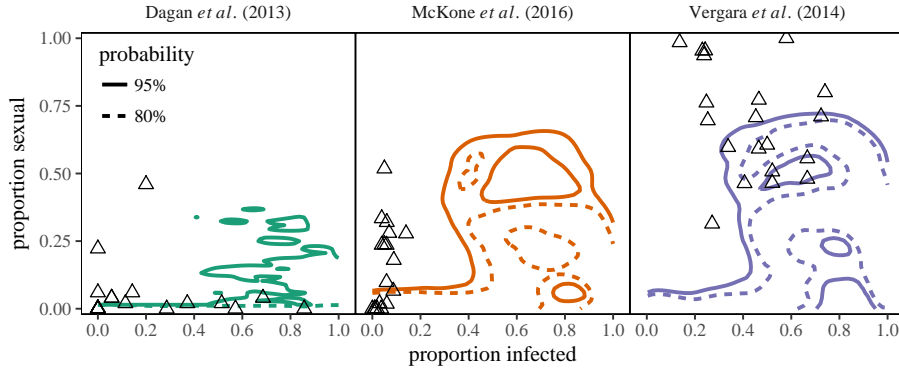 Dagan et al. (2013) McKone et al. (2016) Vergara et al. (2014)
1.00
0.75
0.50
0.25
0.00
proportion sexual
probability
95%
80%
0.0 0.2 0.4 0.6 0.8 1.0 0.0 0.2 0.4 0.6 0.8 1.0 0.0 0.2 0.4 0.6 0.8 1.0
proportion infected